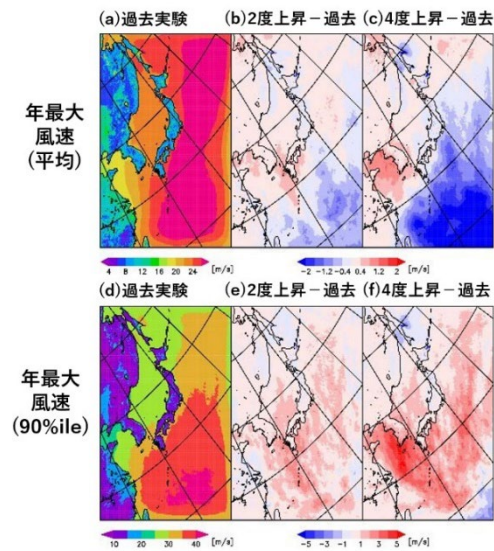 (a)過去実験
(b)2度上昇－過去
(c)4度上昇－過去
年最大
風速
(平均)
4 8 12 16 20 24 [m/s]
-2 -1.2 -0.4 0.4 1.2 2 [m/s]
(d)過去実験
(e)2度上昇－過去
(f)4度上昇－過去
年最大
風速
(90%ile)
10 20 30 40 [m/s]
-5 -3 -1 1 3 5 [m/s]